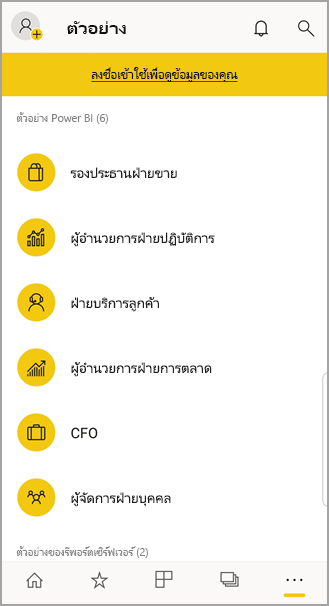 ตัวอย่าง
ลงชื่อเข้าใช้เพื่อดูข้อมูลของคุณ
ตัวอย่าง Power BI (6)
รองประธานฝ่ายขาย
ผู้อำนวยการฝ่ายปฏิบัติการ
ฝ่ายบริการลูกค้า
ผู้อำนวยการฝ่ายการตลาด
CFO
ผู้จัดการฝ่ายบุคคล
ตัวอย่างของรีพอร์ตเซิร์ฟเวอร์ (2)